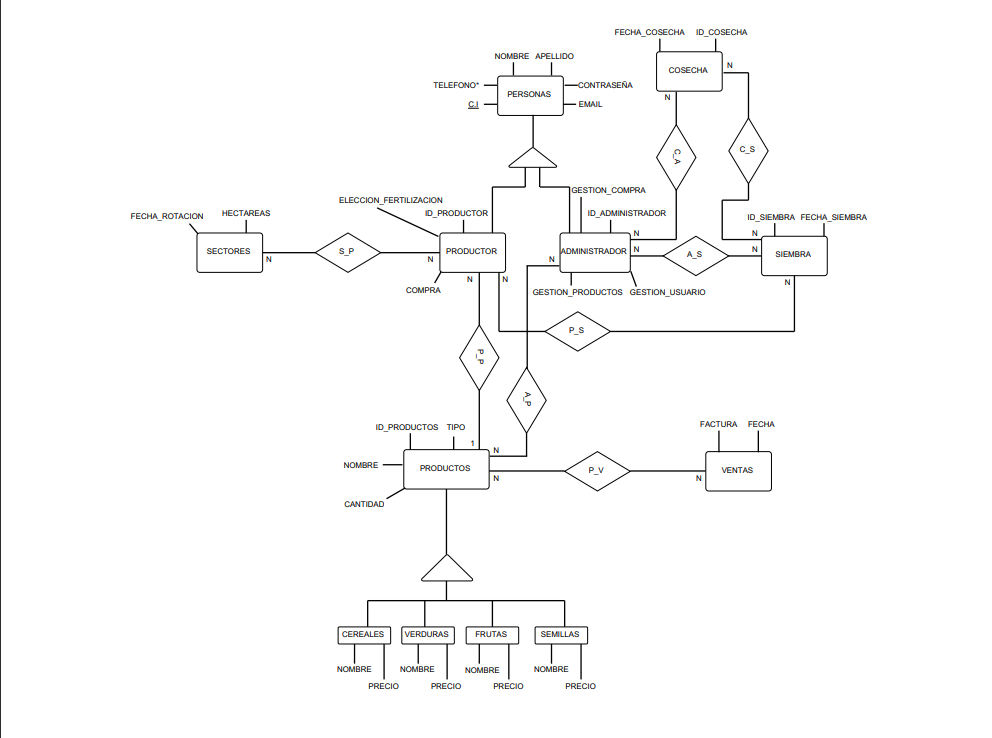 FECHA_COSECHA ID_COSECHA
NOMBRE APELLIDO
COSECHA N
TELEFONO* PERSONAS CONTRASEÑA
C.I EMAIL
N
C_A C_S
GESTION_COMPRA
ELECCION_FERTILIZACION
FECHA_ROTACION HECTAREAS ID_PRODUCTOR ID_ADMINISTRADOR ID_SIEMBRA FECHA_SIEMBRA
N N
SECTORES S_P PRODUCTOR ADMINISTRADOR N A_S N SIEMBRA
N N N
COMPRA N N GESTION_PRODUCTOS GESTION_USUARIO N
P_S
P_P
A_P
ID_PRODUCTOS TIPO FACTURA FECHA
1 N
NOMBRE PRODUCTOS P_V VENTAS
N N
CANTIDAD
CEREALES VERDURAS FRUTAS SEMILLAS
NOMBRE NOMBRE NOMBRE NOMBRE
PRECIO PRECIO PRECIO PRECIO